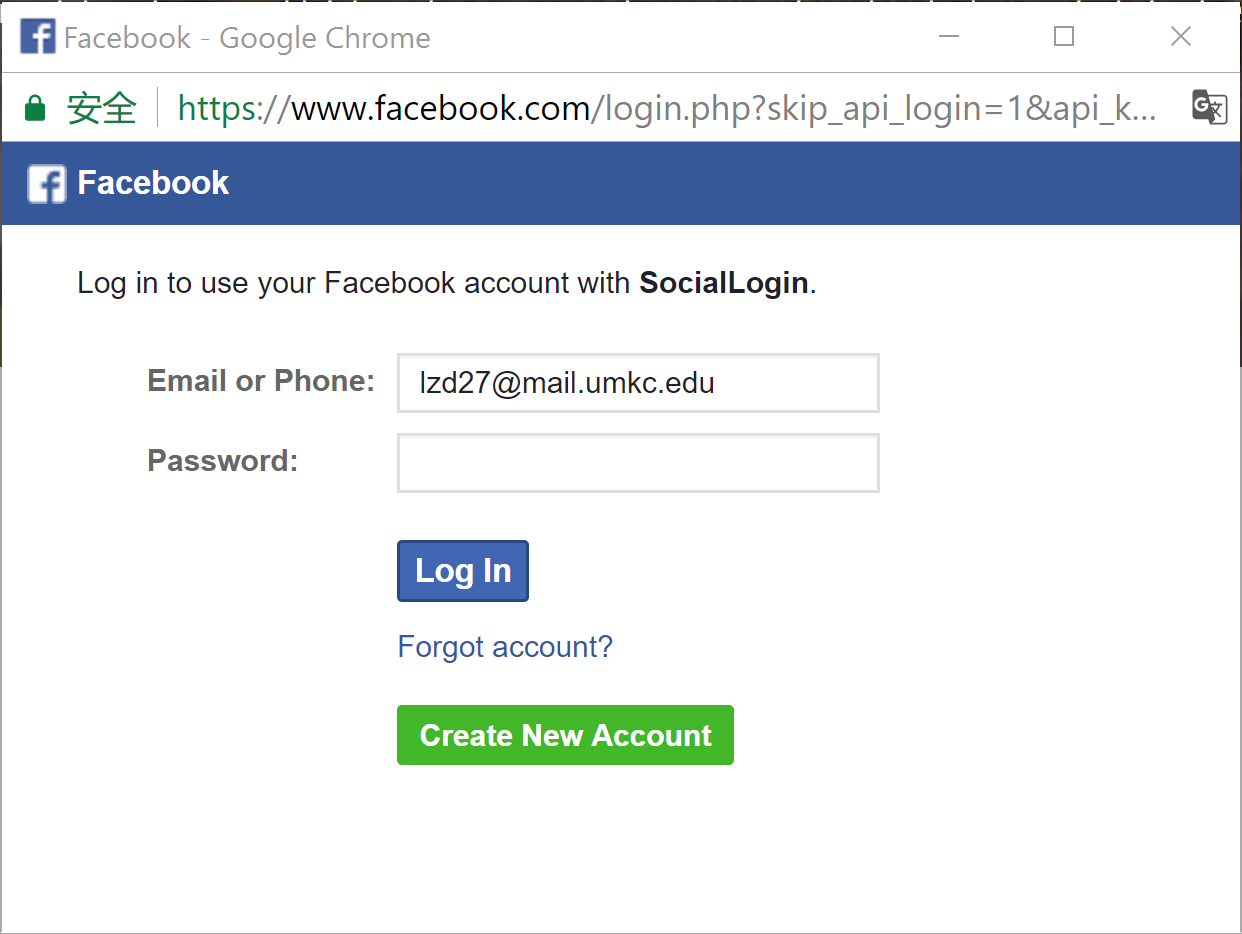 Facebook - Google Chrome
安全 https://www.facebook.com/login.php?skip_api_login=1&api_k...
Facebook
Log in to use your Facebook account with SocialLogin.
Email or Phone: lzd27@mail.umkc.edu
Password:
Log In
Forgot account?
Create New Account